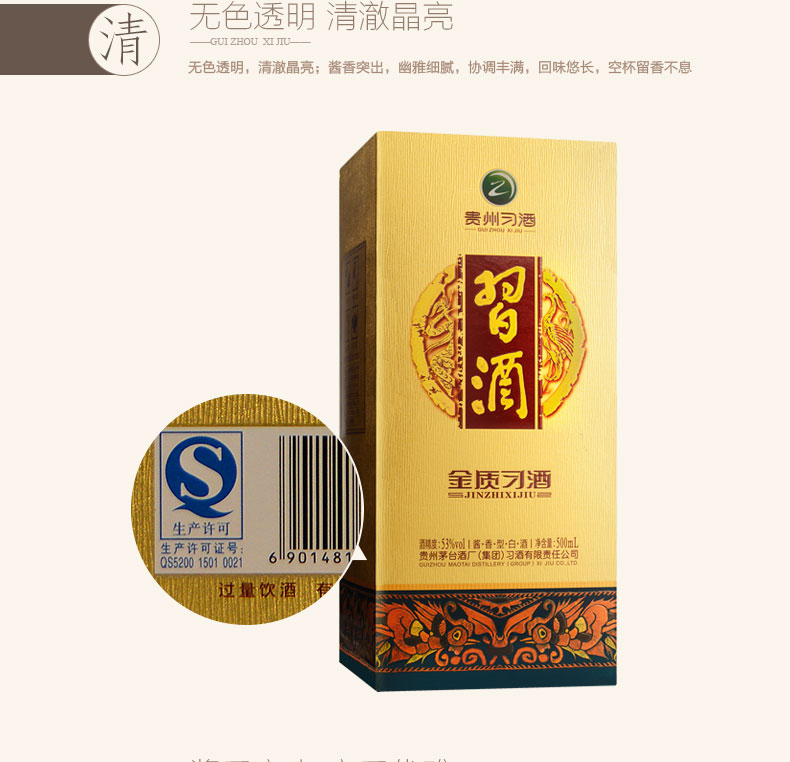 清
无色透明 清澈晶亮
GUI ZHOU XI JIU
无色透明，清澈晶亮；酱香突出，幽雅细腻，协调丰满，回味悠长，空杯留香不息
贵州习酒
GUI ZHOU XI JIU
習酒
金质习酒
JINZHIXIJIU
酒精度:53%vol | 酱·香·型·白·酒 | 净含量:500mL
贵州茅台酒厂(集团)习酒有限责任公司
GUIZHOU MAOTAI DISTILLERY (GROUP) XI JIU CO.,LTD.
生产许可
生产许可证号:
QS5200 1501 0021
6 901481
过量饮酒